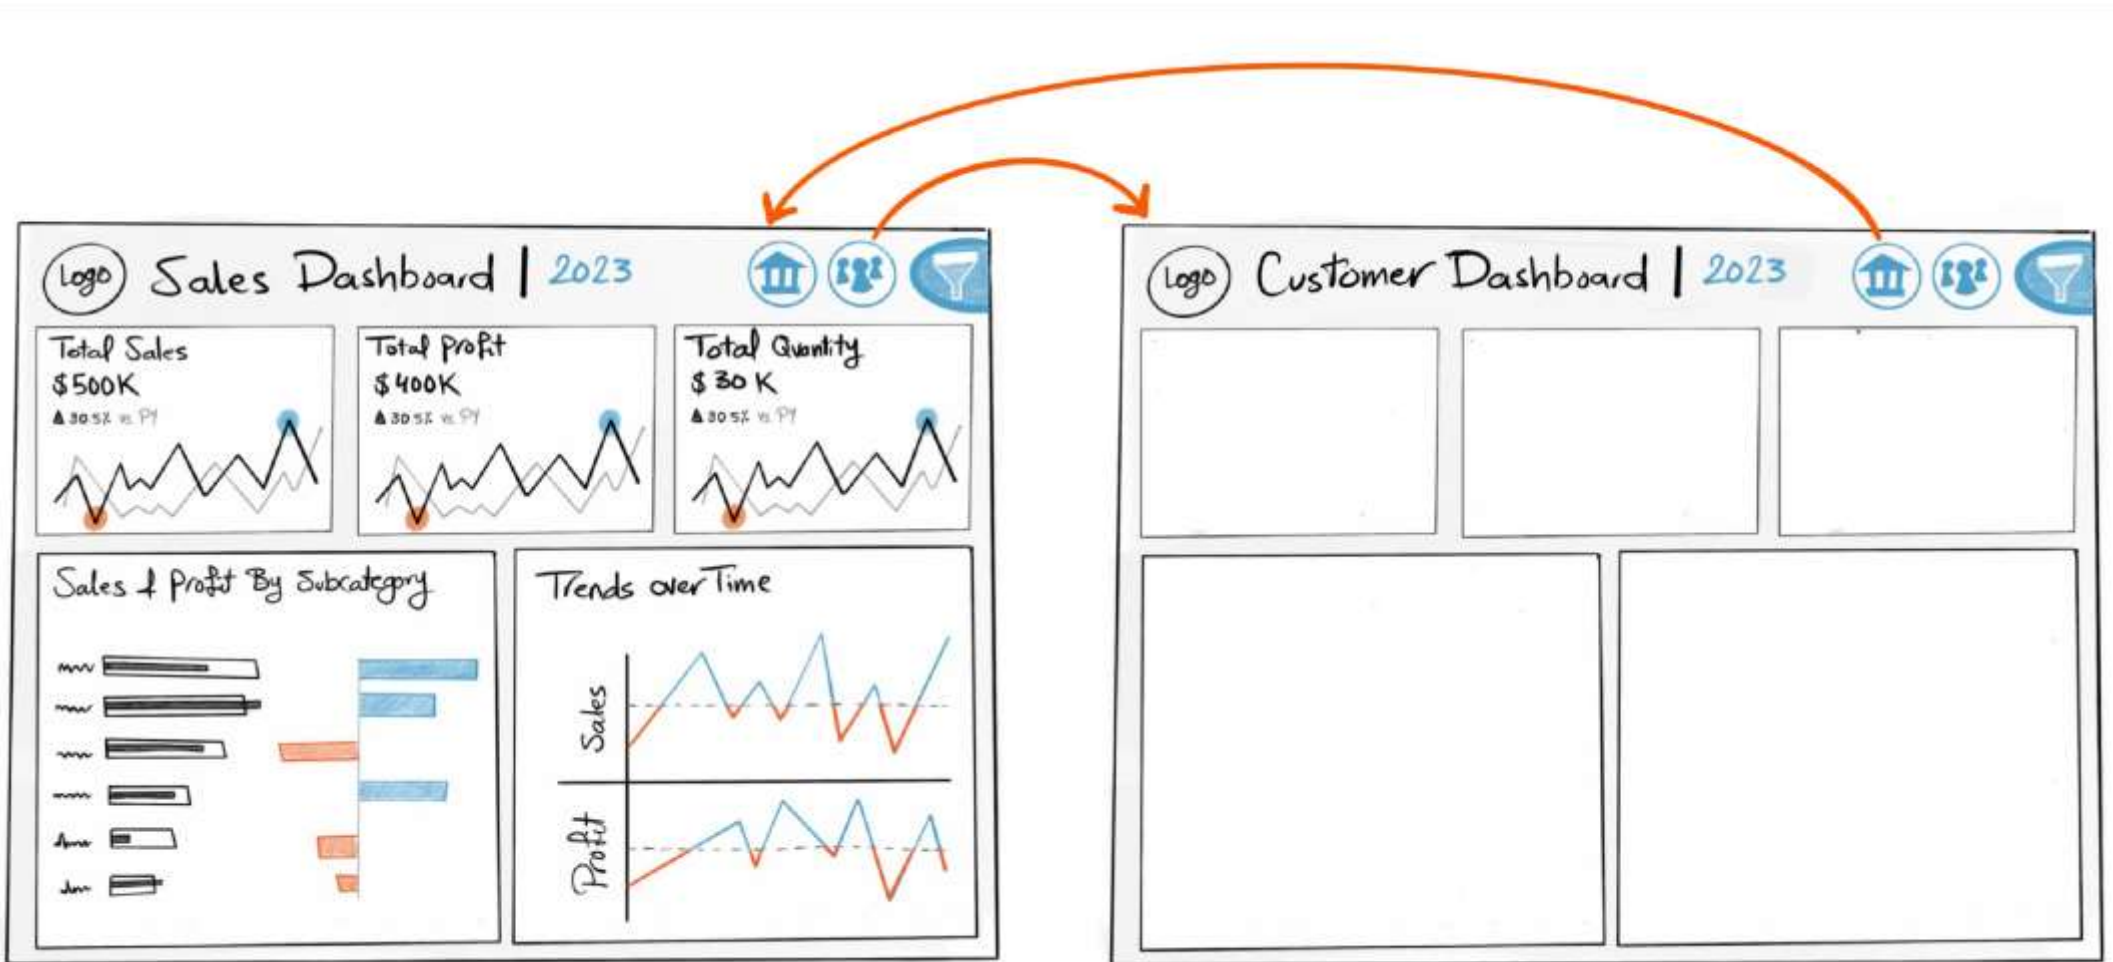 Logo
Sales Dashboard | 2023
Total Sales
$500K
▲ 30.5% vs. PY
Total Profit
$400K
▲ 30.5% vs. PY
Total Quantity
$30K
▲ 30.5% vs. PY
Sales & Profit By Subcategory
Trends over Time
Sales
Profit
Logo
Customer Dashboard | 2023